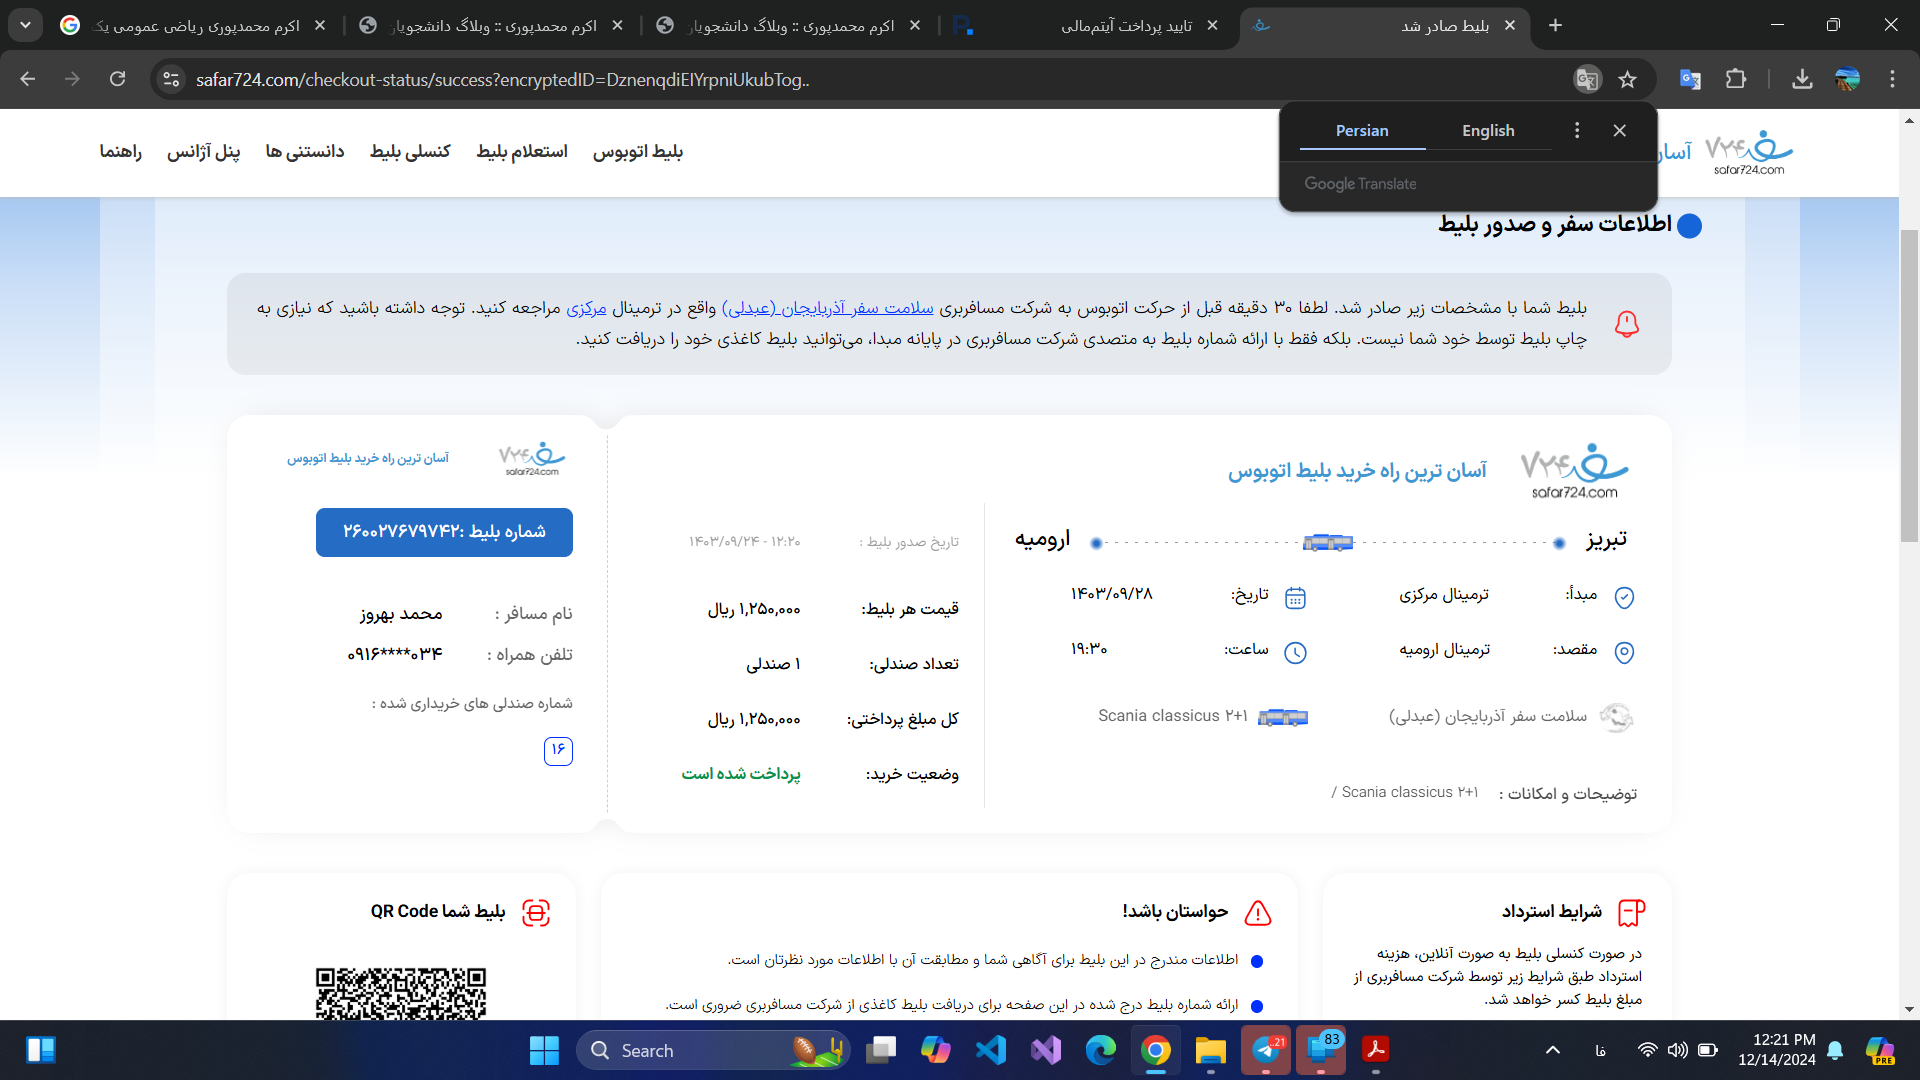 اکرم محمدپوری ریاضی عمومی یک
اکرم محمدپوری :: وبلاگ دانشجویان
اکرم محمدپوری :: وبلاگ دانشجویان
تایید پرداخت آیتم‌مالی
بلیط صادر شد
safar724.com/checkout-status/success?encryptedID=DznenqdiEIYrpniUkubTog..
Persian
English
Google Translate
۷۲۴ سفر
safar724.com
آسان
بلیط اتوبوس
استعلام بلیط
کنسلی بلیط
دانستنی ها
پنل آژانس
راهنما
اطلاعات سفر و صدور بلیط
بلیط شما با مشخصات زیر صادر شد. لطفا ۳۰ دقیقه قبل از حرکت اتوبوس به شرکت مسافربری سلامت سفر آذربایجان (عبدلی) واقع در ترمینال مرکزی مراجعه کنید. توجه داشته باشید که نیازی به
چاپ بلیط توسط خود شما نیست. بلکه فقط با ارائه شماره بلیط به متصدی شرکت مسافربری در پایانه مبدا، می‌توانید بلیط کاغذی خود را دریافت کنید.
۷۲۴ سفر
safar724.com
آسان ترین راه خرید بلیط اتوبوس
تبریز
ارومیه
مبدأ:
ترمینال مرکزی
تاریخ:
۱۴۰۳/۰۹/۲۸
مقصد:
ترمینال ارومیه
ساعت:
۱۹:۳۰
سلامت سفر آذربایجان (عبدلی)
Scania classicus ۲+۱
توضیحات و امکانات :
Scania classicus ۲+۱ /
تاریخ صدور بلیط :
۱۴۰۳/۰۹/۲۴ - ۱۲:۲۰
قیمت هر بلیط:
۱,۲۵۰,۰۰۰ ریال
تعداد صندلی:
۱ صندلی
کل مبلغ پرداختی:
۱,۲۵۰,۰۰۰ ریال
وضعیت خرید:
پرداخت شده است
۷۲۴ سفر
safar724.com
آسان ترین راه خرید بلیط اتوبوس
شماره بلیط :۲۶۰۰۲۷۶۷۹۷۴۲
نام مسافر :
محمد بهروز
تلفن همراه :
۰۹۱۶****۰۳۴
شماره صندلی های خریداری شده :
۱۶
شرایط استرداد
در صورت کنسلی بلیط به صورت آنلاین، هزینه
استرداد طبق شرایط زیر توسط شرکت مسافربری از
مبلغ بلیط کسر خواهد شد.
حواستان باشد!
اطلاعات مندرج در این بلیط برای آگاهی شما و مطابقت آن با اطلاعات مورد نظرتان است.
ارائه شماره بلیط درج شده در این صفحه برای دریافت بلیط کاغذی از شرکت مسافربری ضروری است.
QR Code بلیط شما
Search
..21
83
فا
12:21 PM
12/14/2024
PRE